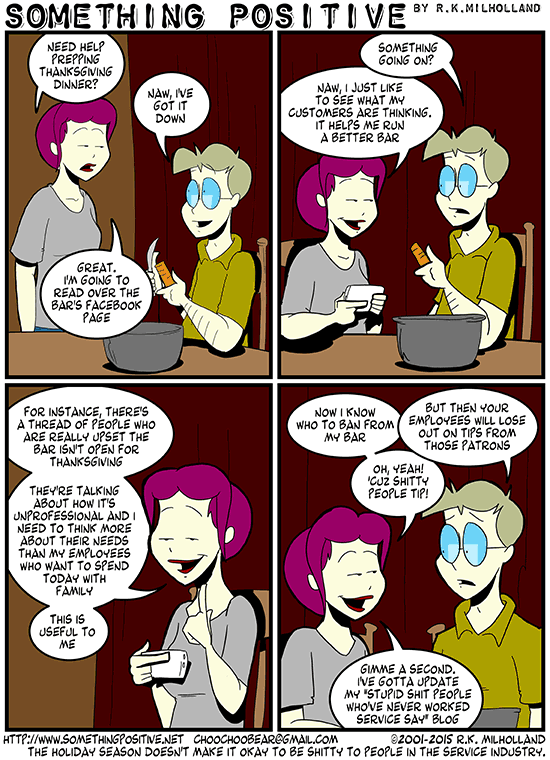 SOMETHING POSITIVE BY R.K.MILHOLLAND
NEED HELP
PREPPING
THANKSGIVING
DINNER?
NAW, I'VE
GOT IT
DOWN
GREAT.
I'M GOING TO
READ OVER THE
BAR'S FACEBOOK
PAGE
SOMETHING
GOING ON?
NAW, I JUST LIKE
TO SEE WHAT MY
CUSTOMERS ARE THINKING.
IT HELPS ME RUN
A BETTER BAR
FOR INSTANCE, THERE'S
A THREAD OF PEOPLE WHO
ARE REALLY UPSET THE
BAR ISN'T OPEN FOR
THANKSGIVING
THEY'RE TALKING
ABOUT HOW IT'S
UNPROFESSIONAL AND I
NEED TO THINK MORE
ABOUT THEIR NEEDS
THAN MY EMPLOYEES
WHO WANT TO SPEND
TODAY WITH
FAMILY
THIS IS
USEFUL TO
ME
NOW I KNOW
WHO TO BAN FROM
MY BAR
BUT THEN YOUR
EMPLOYEES WILL LOSE
OUT ON TIPS FROM
THOSE PATRONS
OH, YEAH!
'CUZ SHITTY
PEOPLE TIP!
GIMME A SECOND.
I'VE GOTTA UPDATE
MY "STUPID SHIT PEOPLE
WHO'VE NEVER WORKED
SERVICE SAY" BLOG
HTTP://WWW.SOMETHINGPOSITIVE.NET CHOOCHOOBEAR@GMAIL.COM ©2001-2015 R.K. MILHOLLAND
THE HOLIDAY SEASON DOESN'T MAKE IT OKAY TO BE SHITTY TO PEOPLE IN THE SERVICE INDUSTRY.